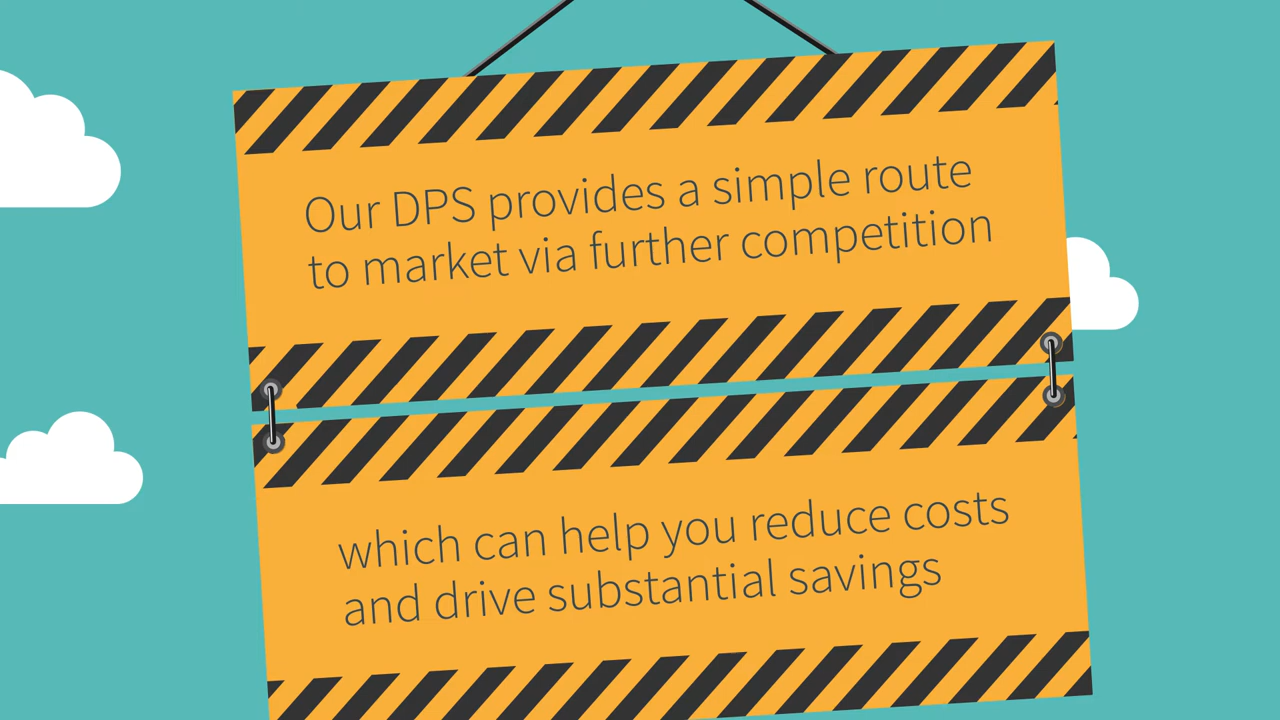 Our DPS provides a simple route
to market via further competition
which can help you reduce costs
and drive substantial savings